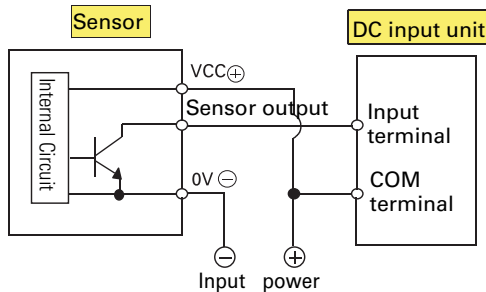 Sensor
DC input unit
VCC⊕
Internal Circuit
Sensor output
Input
terminal
0V ⊖
COM
terminal
⊖
⊕
Input power